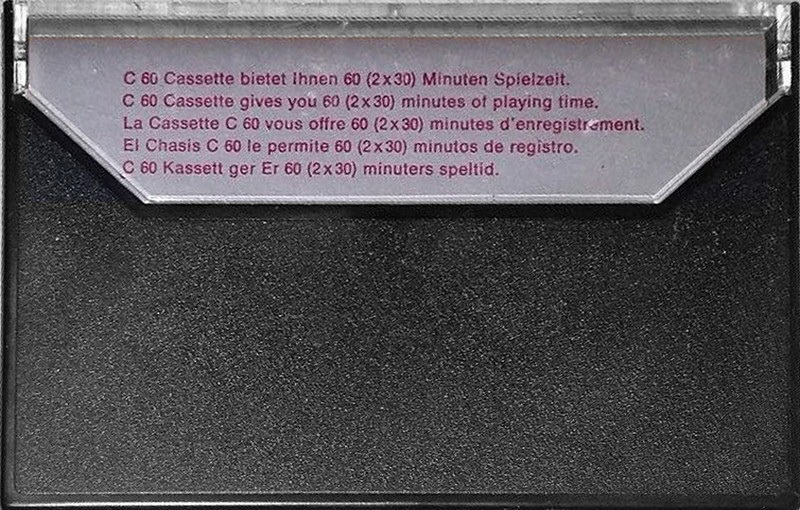 C 60 Cassette bietet Ihnen 60 (2x30) Minuten Spielzeit.
C 60 Cassette gives you 60 (2x30) minutes of playing time.
La Cassette C 60 vous offre 60 (2x30) minutes d'enregistrement.
El Chasis C 60 le permite 60 (2x30) minutos de registro.
C 60 Kassett ger Er 60 (2x30) minuters speltid.